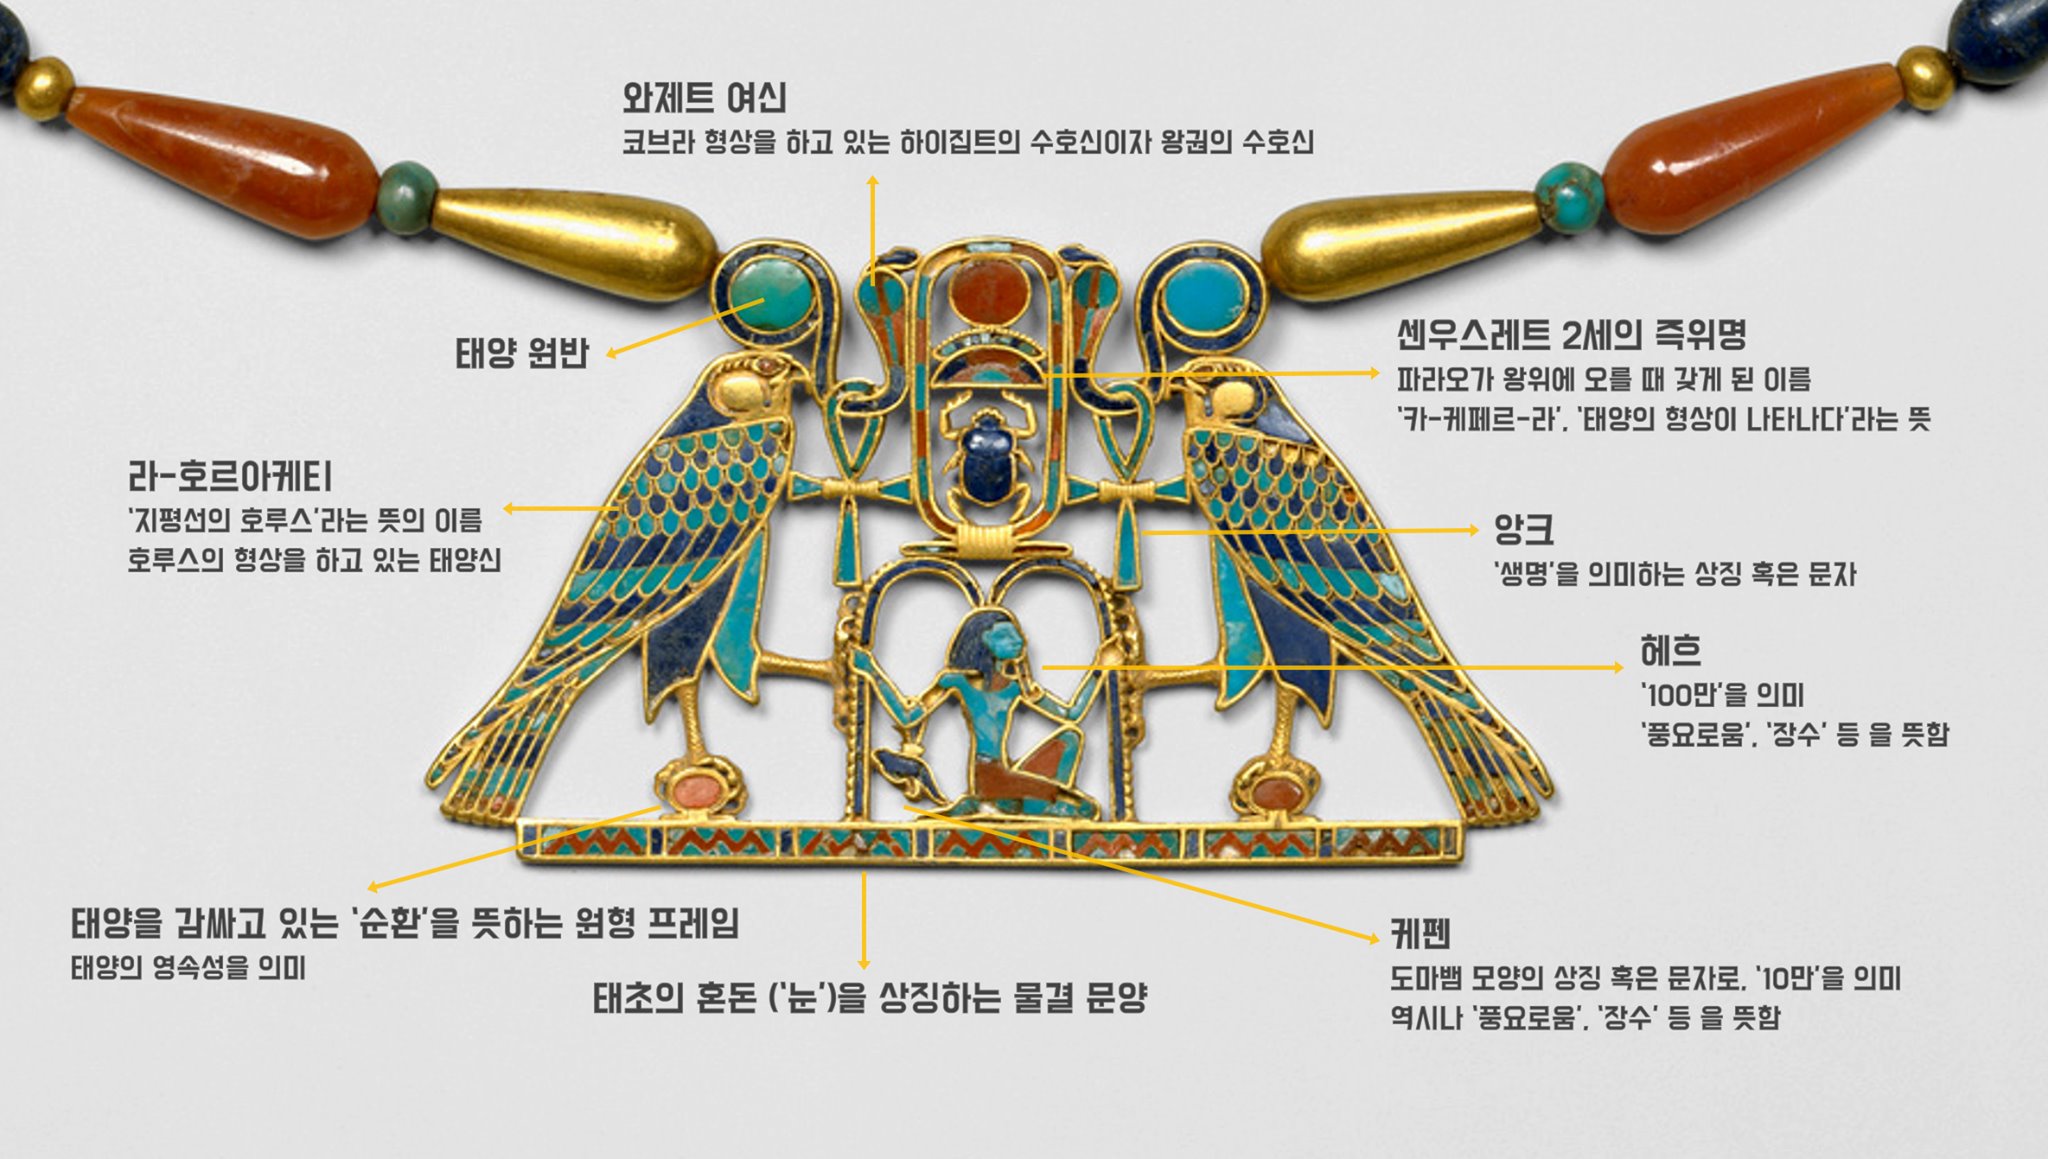 와제트 여신
코브라 형상을 하고 있는 하이집트의 수호신이자 왕권의 수호신
태양 원반
센우스레트 2세의 즉위명
파라오가 왕위에 오를 때 갖게 된 이름
'카-케페르-라', '태양의 형상이 나타나다'라는 뜻
라-호르아케티
'지평선의 호루스'라는 뜻의 이름
호루스의 형상을 하고 있는 태양신
앙크
'생명'을 의미하는 상징 혹은 문자
헤흐
'100만'을 의미
'풍요로움', '장수' 등 을 뜻함
태양을 감싸고 있는 '순환'을 뜻하는 원형 프레임
태양의 영속성을 의미
태초의 혼돈 ('눈')을 상징하는 물결 문양
케펜
도마뱀 모양의 상징 혹은 문자로, '10만'을 의미
역시나 '풍요로움', '장수' 등 을 뜻함